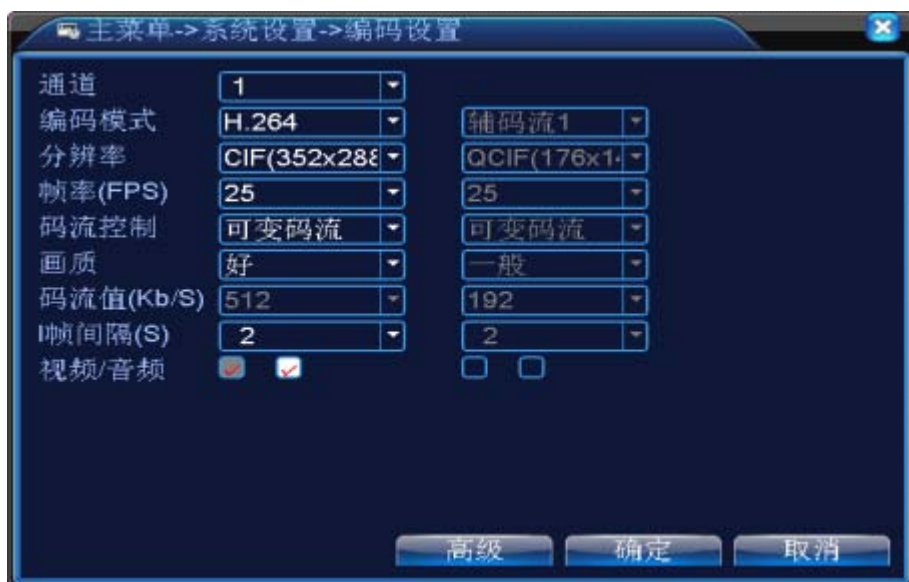 主菜单->系统设置->编码设置
通道 1
编码模式 H.264 辅码流1
分辨率 CIF(352x288 QCIF(176x14
帧率(FPS) 25 25
码流控制 可变码流 可变码流
画质 好 一般
码流值(Kb/S) 512 192
I帧间隔(S) 2 2
视频/音频
高级 确定 取消